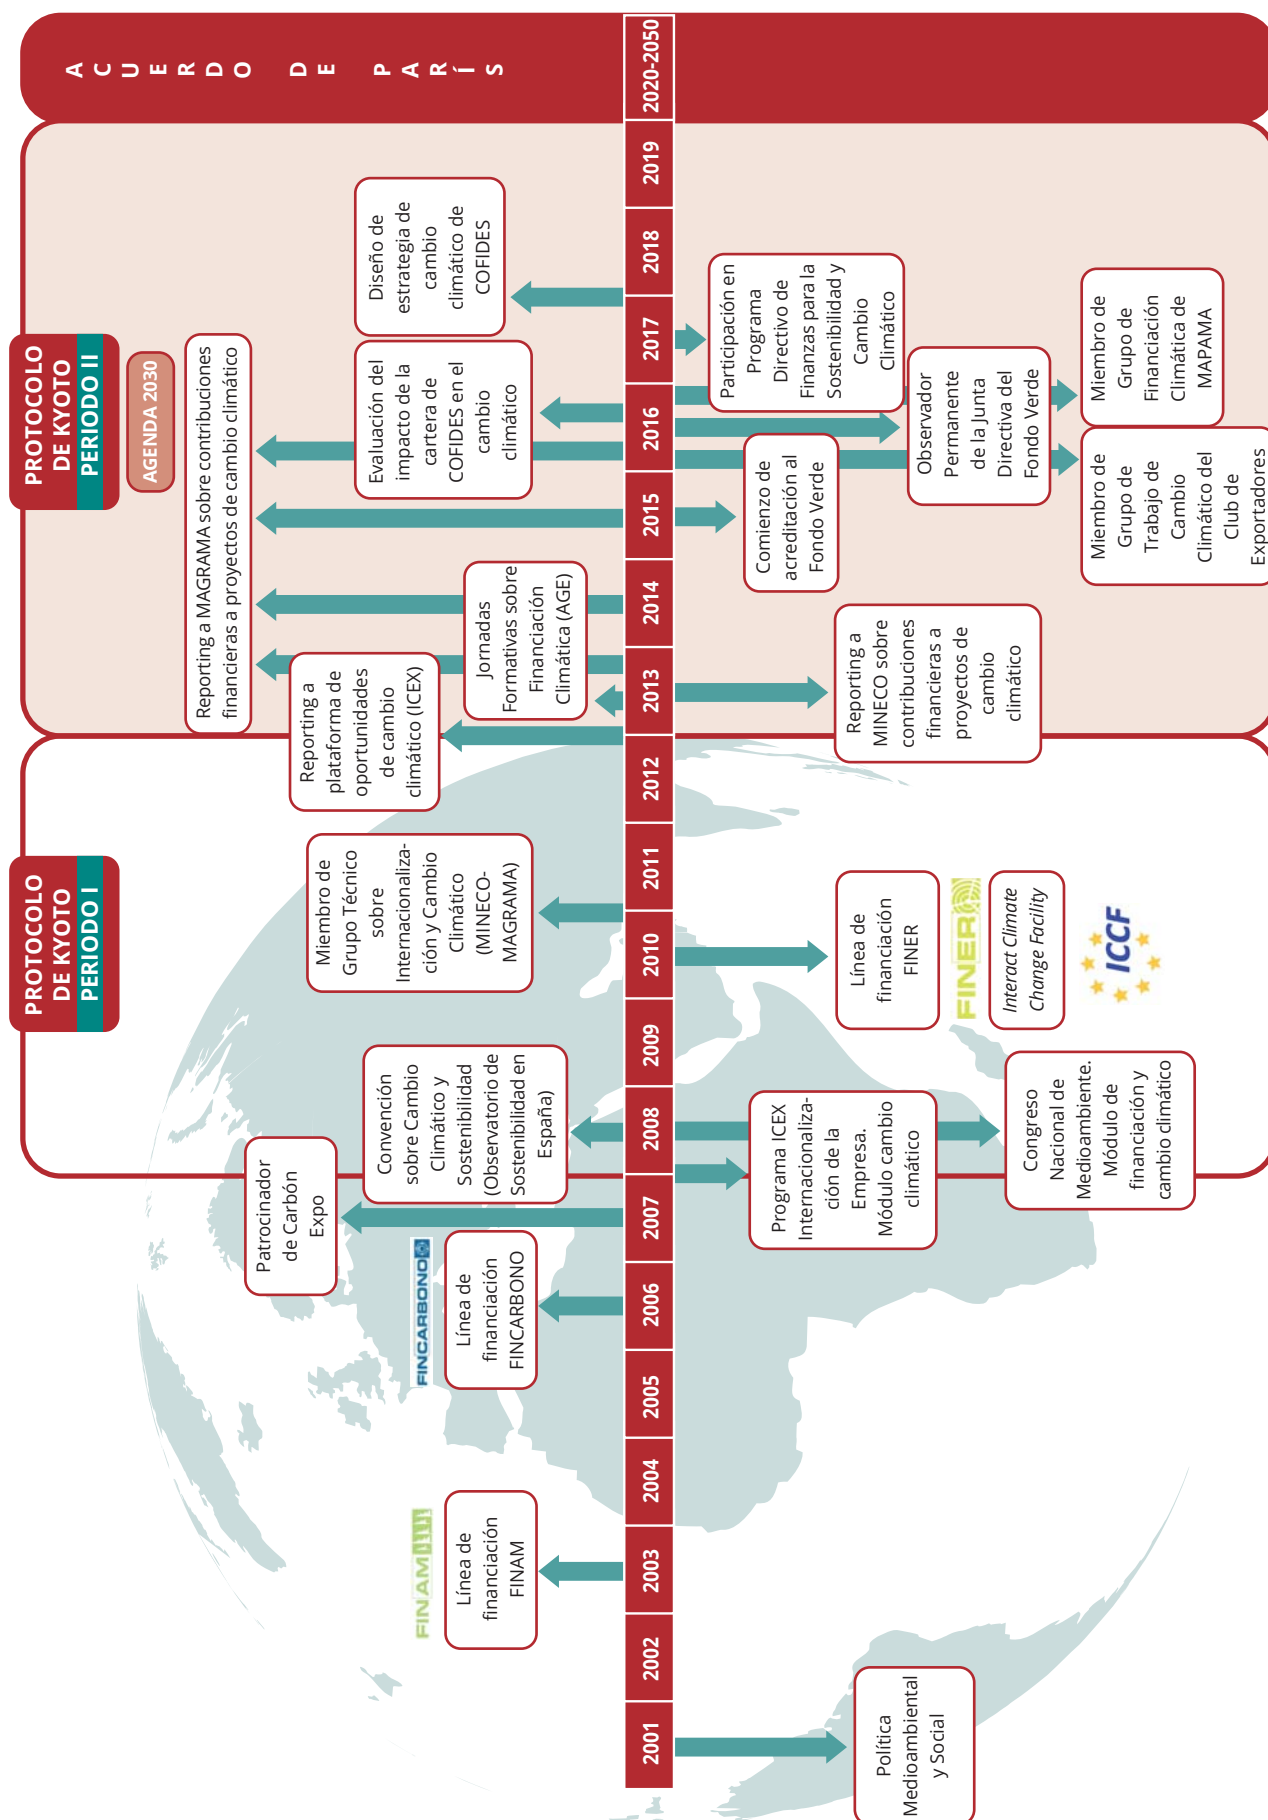 PROTOCOLO
DE KYOTO
PERIODO I
PROTOCOLO
DE KYOTO
PERIODO II
AGENDA 2030
ACUERDO DE PARÍS
Reporting a MAGRAMA sobre contribuciones
financieras a proyectos de cambio climático
Patrocinador
de Carbón
Expo
Reporting a
plataforma de
oportunidades
de cambio
climático (ICEX)
Miembro de
Grupo Técnico
sobre
Internacionaliza-
ción y Cambio
Climático
(MINECO-
MAGRAMA)
Convención
sobre Cambio
Climático y
Sostenibilidad
(Observatorio de
Sostenibilidad en
España)
Jornadas
Formativas sobre
Financiación
Climática (AGE)
Evaluación del
impacto de la
cartera de
COFIDES en el
cambio
climático
Diseño de
estrategia de
cambio
climático de
COFIDES
FINAM
Línea de
financiación
FINAM
FINCARBONO
Línea de
financiación
FINCARBONO
2001
2002
2003
2004
2005
2006
2007
2008
2009
2010
2011
2012
2013
2014
2015
2016
2017
2018
2019
2020-2050
Política
Medioambiental
y Social
Programa ICEX
Internacionaliza-
ción de la
Empresa.
Módulo cambio
climático
Congreso
Nacional de
Medioambiente.
Módulo de
financiación y
cambio climático
Línea de
financiación
FINER
FINER
Interact Climate
Change Facility
ICCF
Reporting a
MINECO sobre
contribuciones
financieras a
proyectos de
cambio
climático
Comienzo de
acreditación al
Fondo Verde
Participación en
Programa
Directivo de
Finanzas para la
Sostenibilidad y
Cambio
Climático
Observador
Permanente
de la Junta
Directiva del
Fondo Verde
Miembro de
Grupo de
Trabajo de
Cambio
Climático del
Club de
Exportadores
Miembro de
Grupo de
Financiación
Climática de
MAPAMA